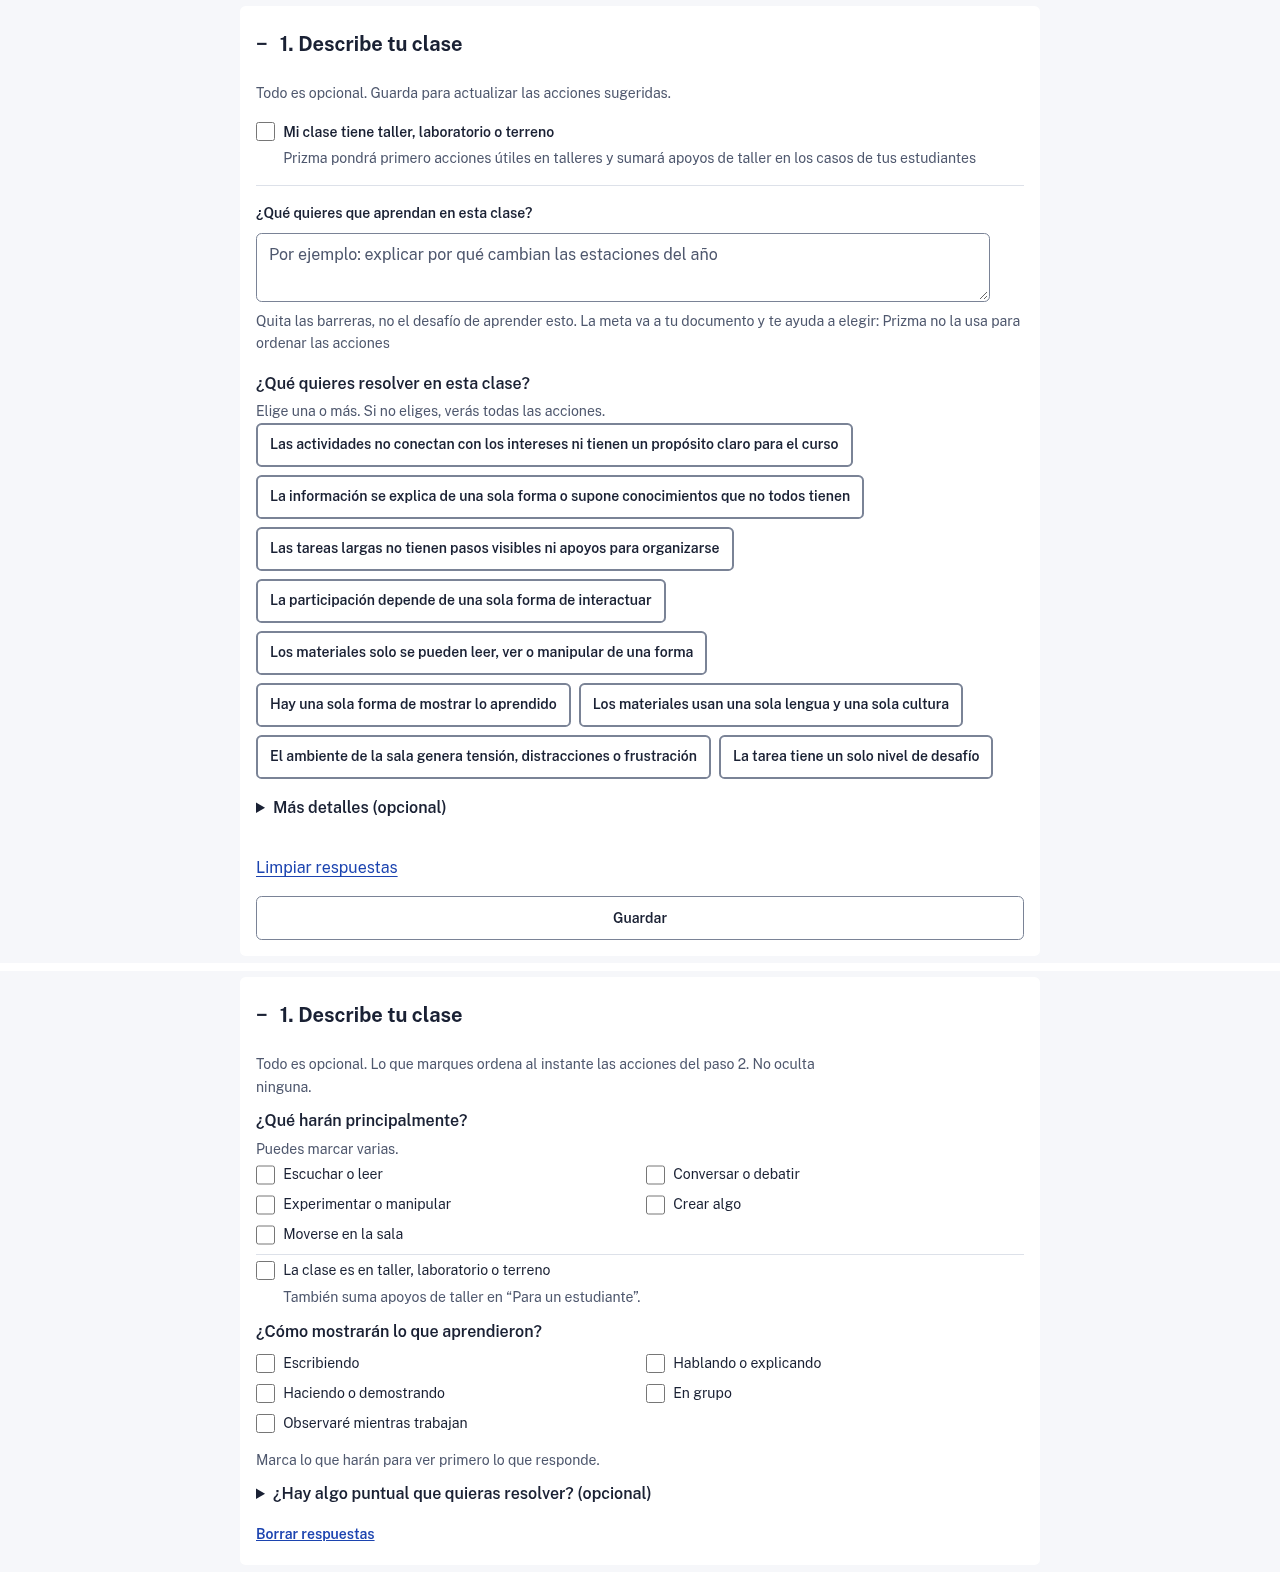 − 1. Describe tu clase
Todo es opcional. Guarda para actualizar las acciones sugeridas.
Mi clase tiene taller, laboratorio o terreno
Prizma pondrá primero acciones útiles en talleres y sumará apoyos de taller en los casos de tus estudiantes
¿Qué quieres que aprendan en esta clase?
Por ejemplo: explicar por qué cambian las estaciones del año
Quita las barreras, no el desafío de aprender esto. La meta va a tu documento y te ayuda a elegir: Prizma no la usa para
ordenar las acciones
¿Qué quieres resolver en esta clase?
Elige una o más. Si no eliges, verás todas las acciones.
Las actividades no conectan con los intereses ni tienen un propósito claro para el curso
La información se explica de una sola forma o supone conocimientos que no todos tienen
Las tareas largas no tienen pasos visibles ni apoyos para organizarse
La participación depende de una sola forma de interactuar
Los materiales solo se pueden leer, ver o manipular de una forma
Hay una sola forma de mostrar lo aprendido
Los materiales usan una sola lengua y una sola cultura
El ambiente de la sala genera tensión, distracciones o frustración
La tarea tiene un solo nivel de desafío
Más detalles (opcional)
Limpiar respuestas
Guardar
− 1. Describe tu clase
Todo es opcional. Lo que marques ordena al instante las acciones del paso 2. No oculta
ninguna.
¿Qué harán principalmente?
Puedes marcar varias.
Escuchar o leer
Conversar o debatir
Experimentar o manipular
Crear algo
Moverse en la sala
La clase es en taller, laboratorio o terreno
También suma apoyos de taller en “Para un estudiante”.
¿Cómo mostrarán lo que aprendieron?
Escribiendo
Hablando o explicando
Haciendo o demostrando
En grupo
Observaré mientras trabajan
Marca lo que harán para ver primero lo que responde.
¿Hay algo puntual que quieras resolver? (opcional)
Borrar respuestas